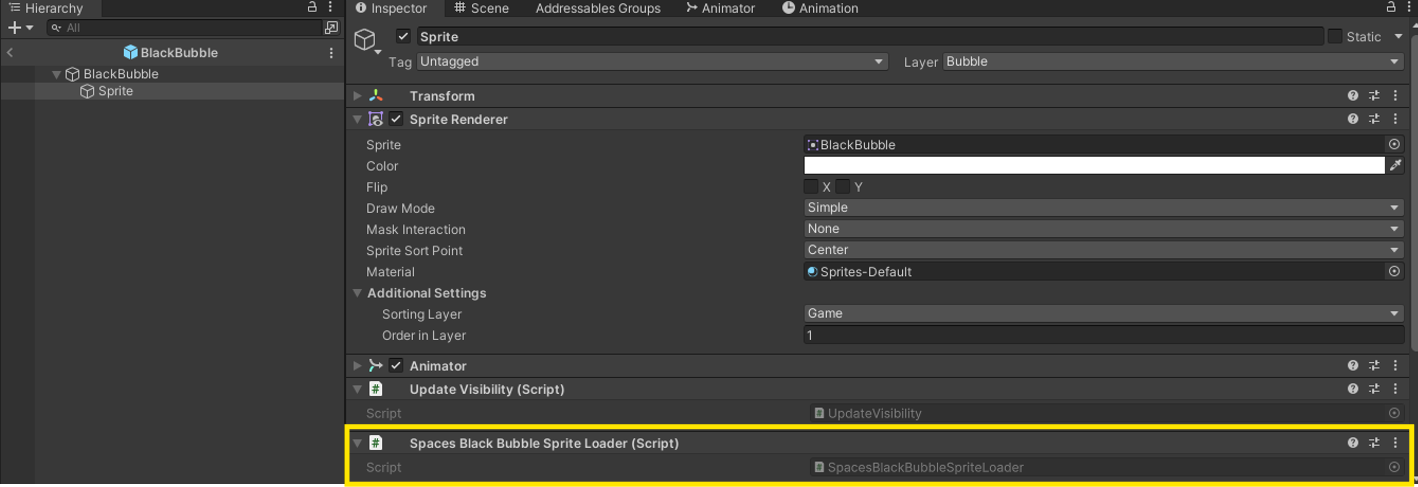 Hierarchy
All
BlackBubble
BlackBubble
Sprite
Inspector Scene Addressables Groups Animator Animation
Sprite Static
Tag Untagged Layer Bubble
Transform
Sprite Renderer
Sprite BlackBubble
Color
Flip X Y
Draw Mode Simple
Mask Interaction None
Sprite Sort Point Center
Material Sprites-Default
Additional Settings
Sorting Layer Game
Order in Layer 1
Animator
Update Visibility (Script)
Script UpdateVisibility
Spaces Black Bubble Sprite Loader (Script)
Script SpacesBlackBubbleSpriteLoader